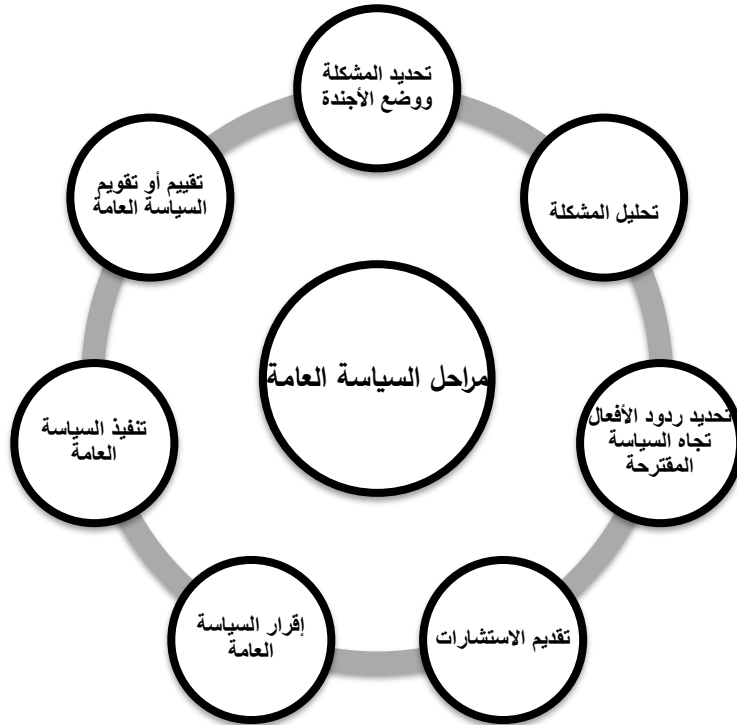 تحديد المشكلة
ووضع الأجندة
تحليل المشكلة
تحديد ردود الأفعال
تجاه السياسة
المقترحة
تقديم الاستشارات
إقرار السياسة
العامة
تنفيذ السياسة
العامة
تقييم أو تقويم
السياسة العامة
مراحل السياسة العامة